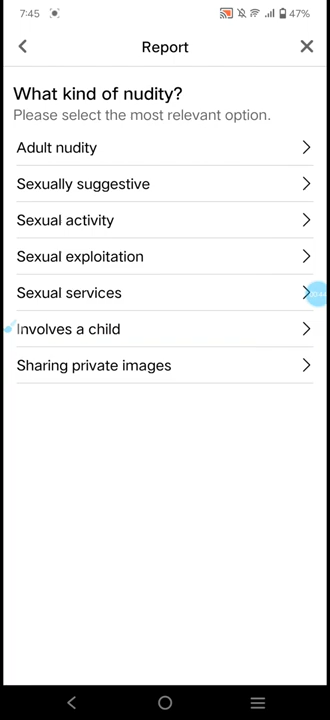 7:45 47%
Report
What kind of nudity?
Please select the most relevant option.
Adult nudity
Sexually suggestive
Sexual activity
Sexual exploitation
Sexual services
Involves a child
Sharing private images